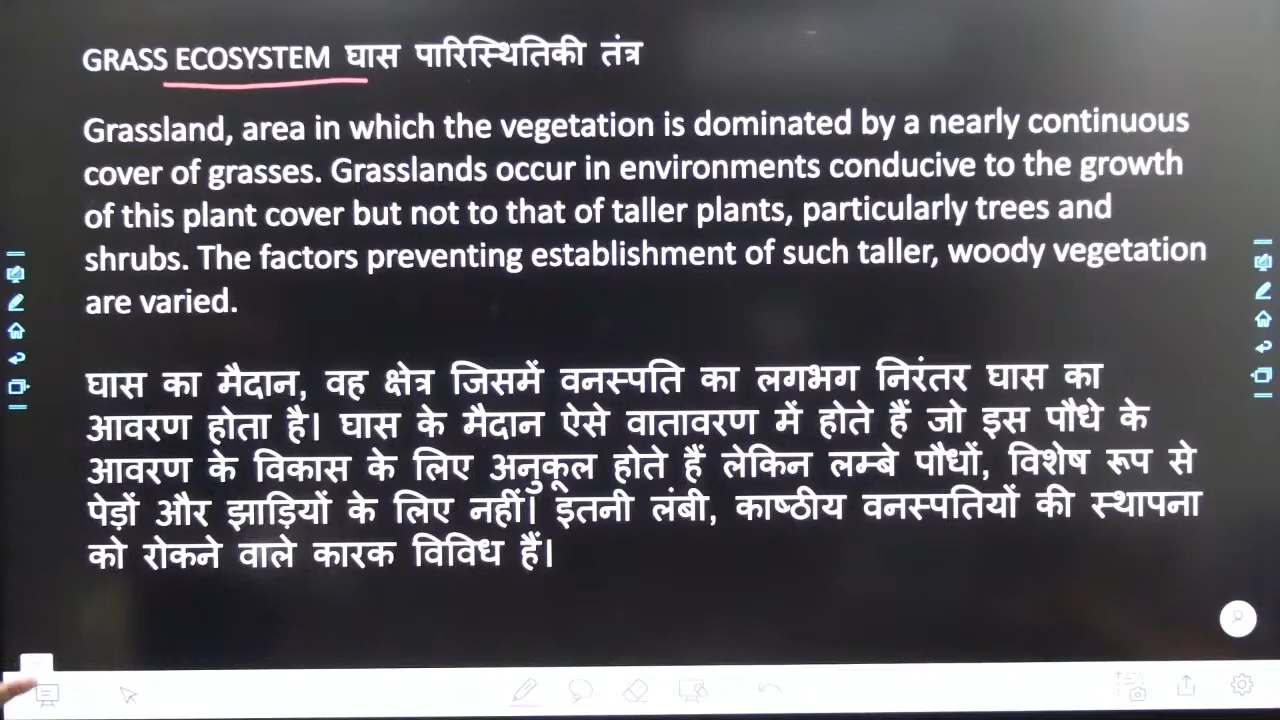 GRASS ECOSYSTEM घास पारिस्थितिकी तंत्र
Grassland, area in which the vegetation is dominated by a nearly continuous
cover of grasses. Grasslands occur in environments conducive to the growth
of this plant cover but not to that of taller plants, particularly trees and
shrubs. The factors preventing establishment of such taller, woody vegetation
are varied.
घास का मैदान, वह क्षेत्र जिसमें वनस्पति का लगभग निरंतर घास का
आवरण होता है। घास के मैदान ऐसे वातावरण में होते हैं जो इस पौधे के
आवरण के विकास के लिए अनुकूल होते हैं लेकिन लम्बे पौधों, विशेष रूप से
पेड़ों और झाड़ियों के लिए नहीं। इतनी लंबी, काष्ठीय वनस्पतियों की स्थापना
को रोकने वाले कारक विविध हैं।